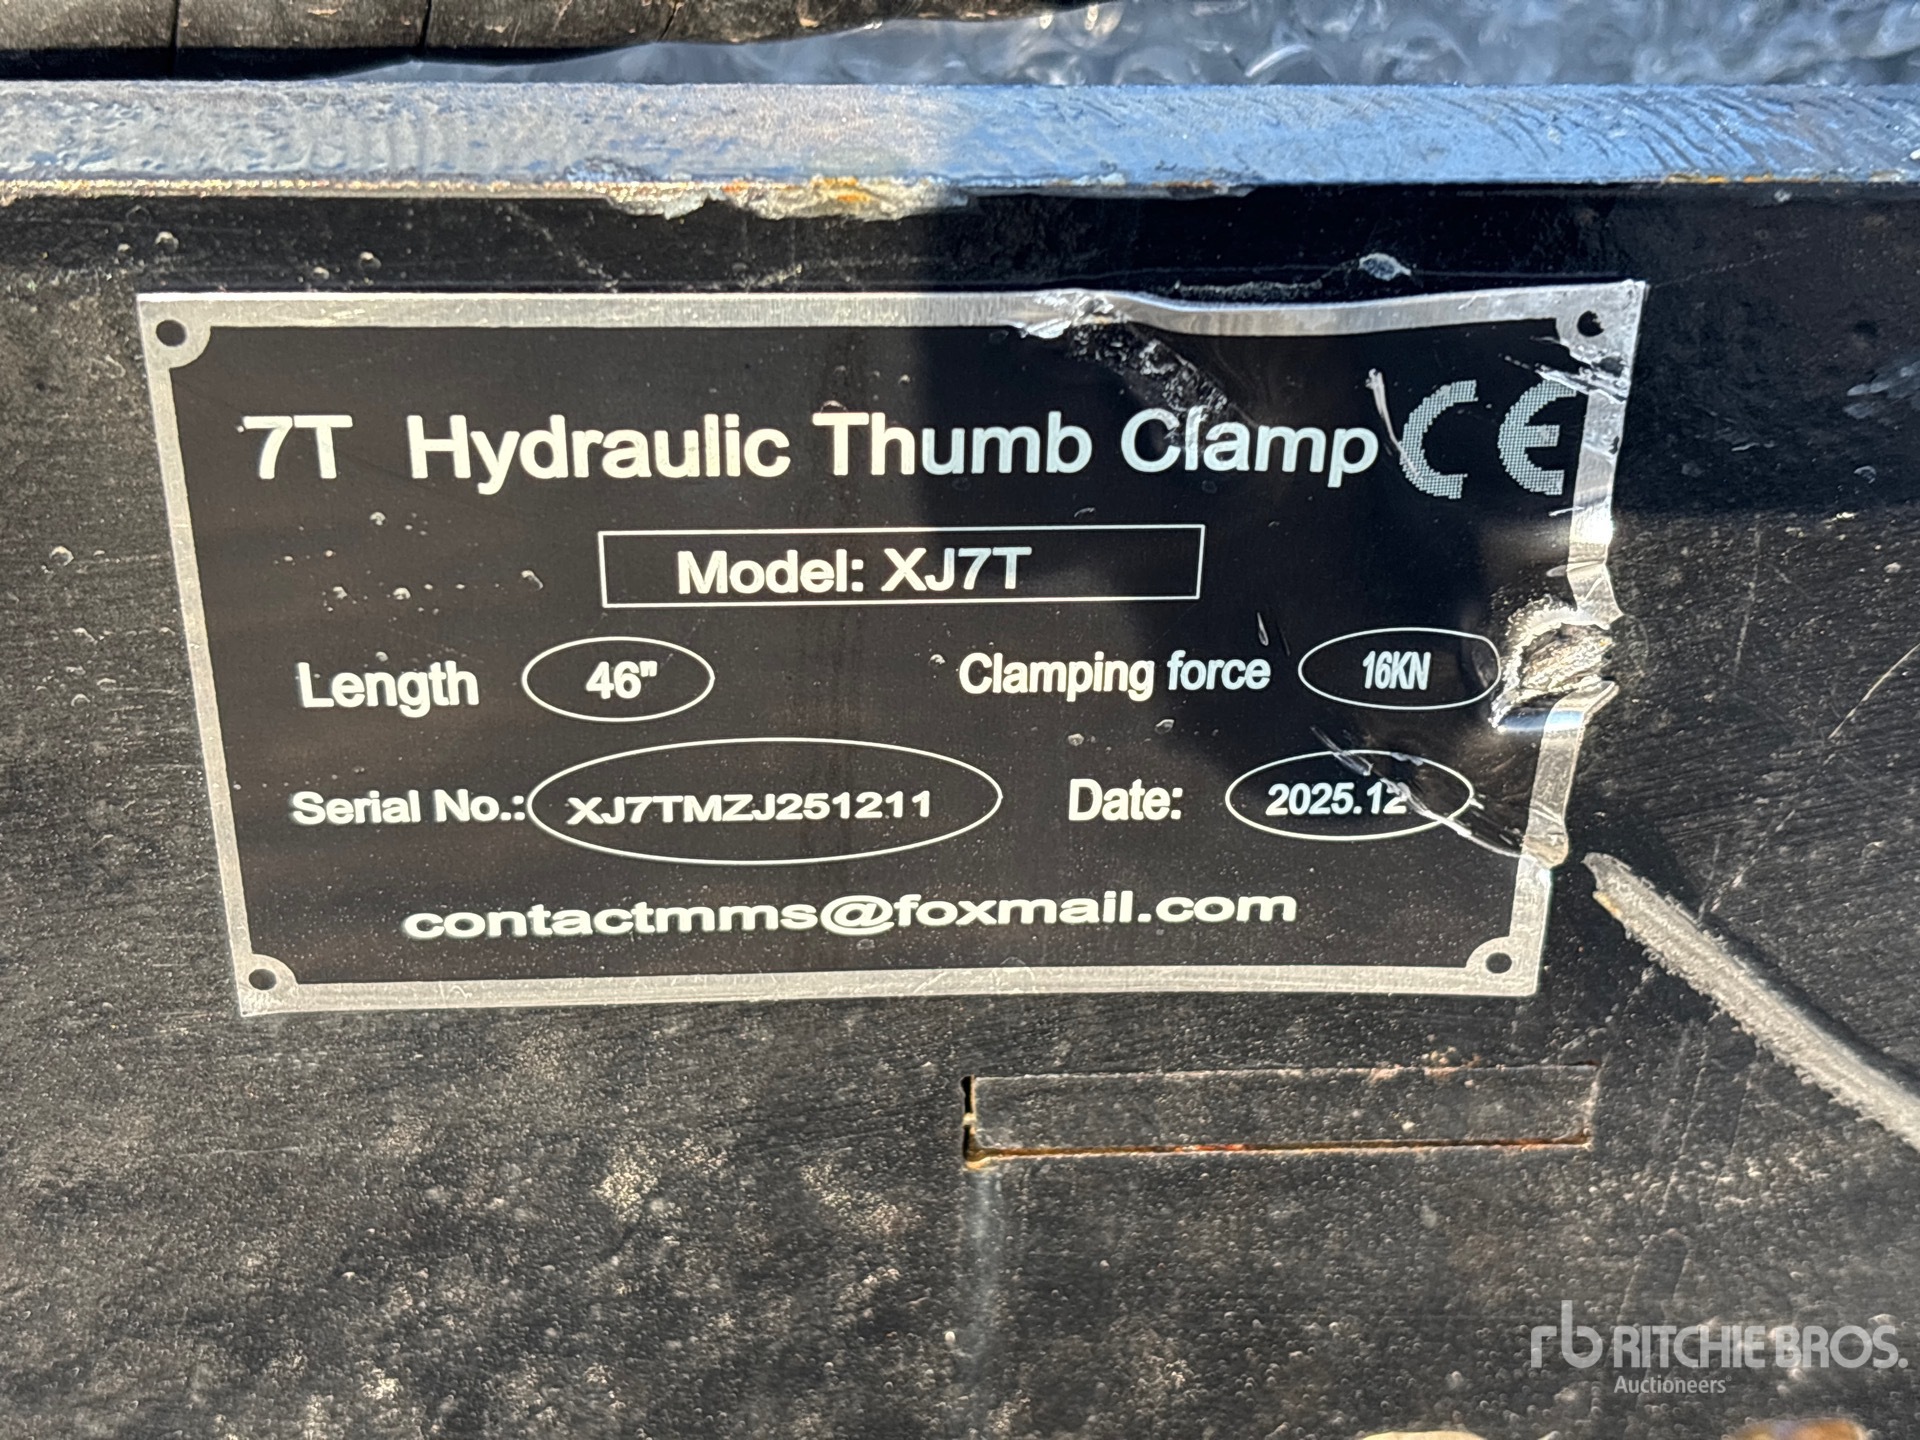 7T Hydraulic Thumb Clamp CE
Model: XJ7T
Length 46" Clamping force 16KN
Serial No.: XJ7TMZJ251211 Date: 2025.12
contactmms@foxmail.com
rb RITCHIE BROS.
Auctioneers